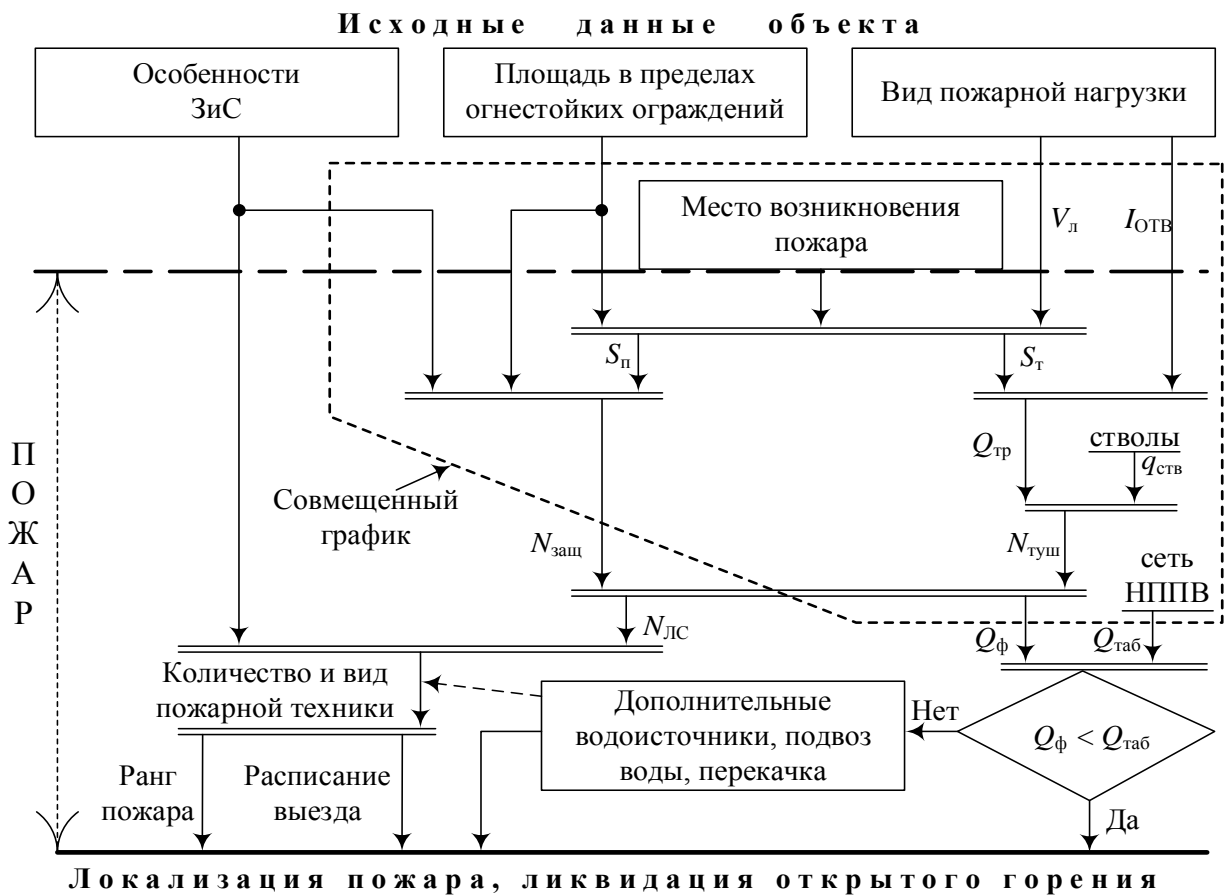 Исходные данные объекта
Особенности
ЗиС
Площадь в пределах
огнестойких ограждений
Вид пожарной нагрузки
Место возникновения
пожара
Vл
IОТВ
Sп
Sт
Qтр
стволы
qств
Совмещенный
график
Nзащ
Nтуш
сеть
НППВ
ПОЖАР
NЛС
Qф
Qтаб
Количество и вид
пожарной техники
Дополнительные
водоисточники, подвоз
воды, перекачка
Нет
Qф < Qтаб
Ранг
пожара
Расписание
выезда
Да
Локализация пожара, ликвидация открытого горения